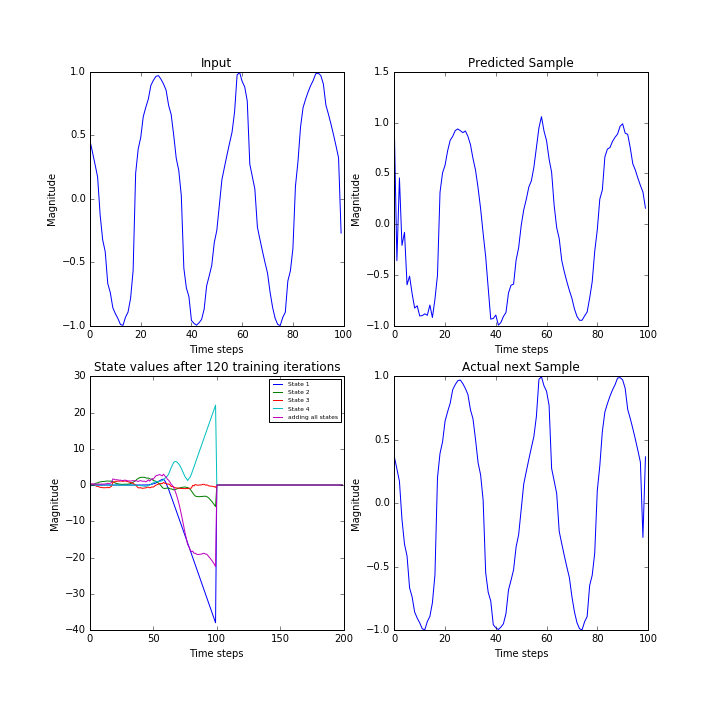 Input
1.0
0.5
0.0
−0.5
−1.0
Magnitude
0 20 40 60 80 100
Time steps
Predicted Sample
1.5
1.0
0.5
0.0
−0.5
−1.0
Magnitude
0 20 40 60 80 100
Time steps
State values after 120 training iterations
30
20
10
0
−10
−20
−30
−40
Magnitude
State 1
State 2
State 3
State 4
adding all states
0 50 100 150 200
Time steps
Actual next Sample
1.0
0.5
0.0
−0.5
−1.0
Magnitude
0 20 40 60 80 100
Time steps